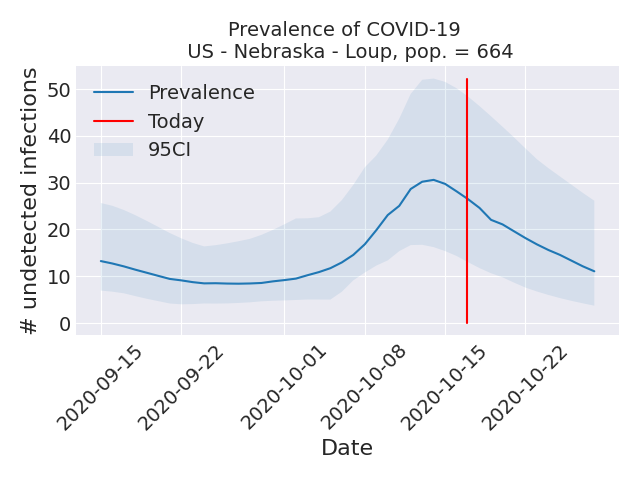 Prevalence of COVID-19
US - Nebraska - Loup, pop. = 664
# undetected infections
50
40
30
20
10
0
Prevalence
Today
95CI
2020-09-15
2020-09-22
2020-10-01
2020-10-08
2020-10-15
2020-10-22
Date